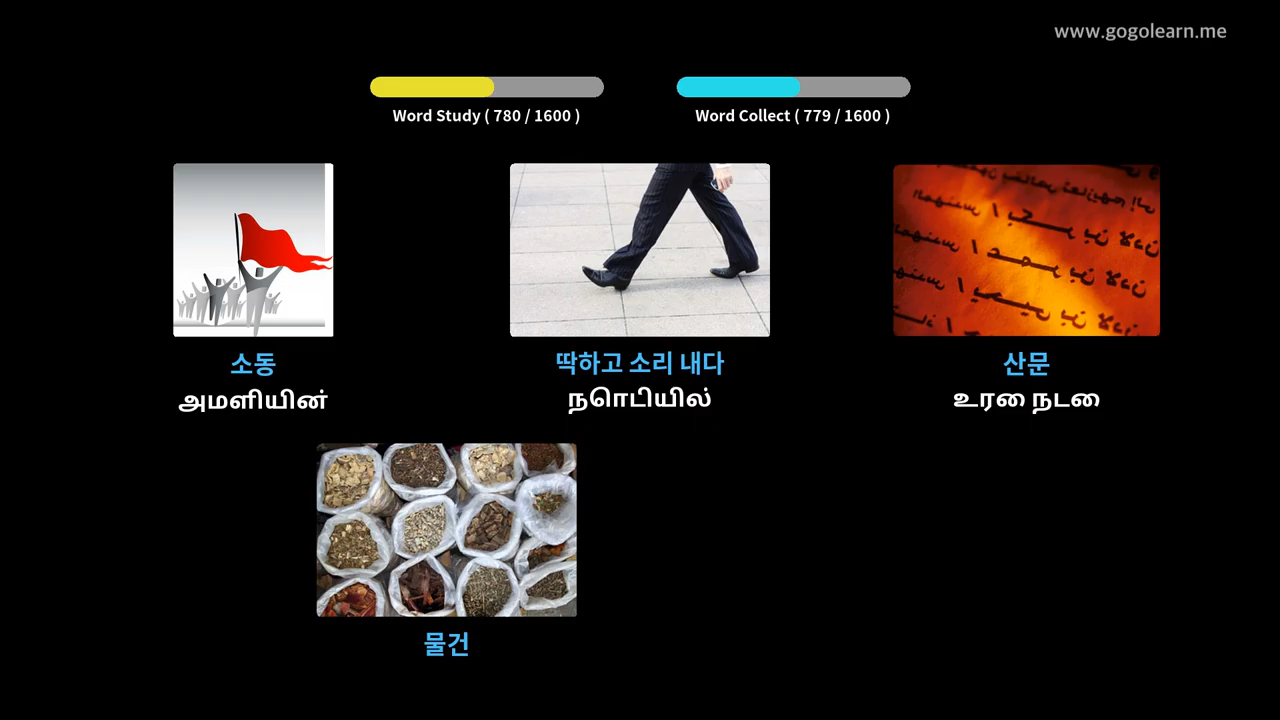 www.gogolearn.me
Word Study ( 780 / 1600 )
Word Collect ( 779 / 1600 )
소동
அமளியின்
딱하고 소리 내다
நொடியில்
산문
உரை நடை
물건